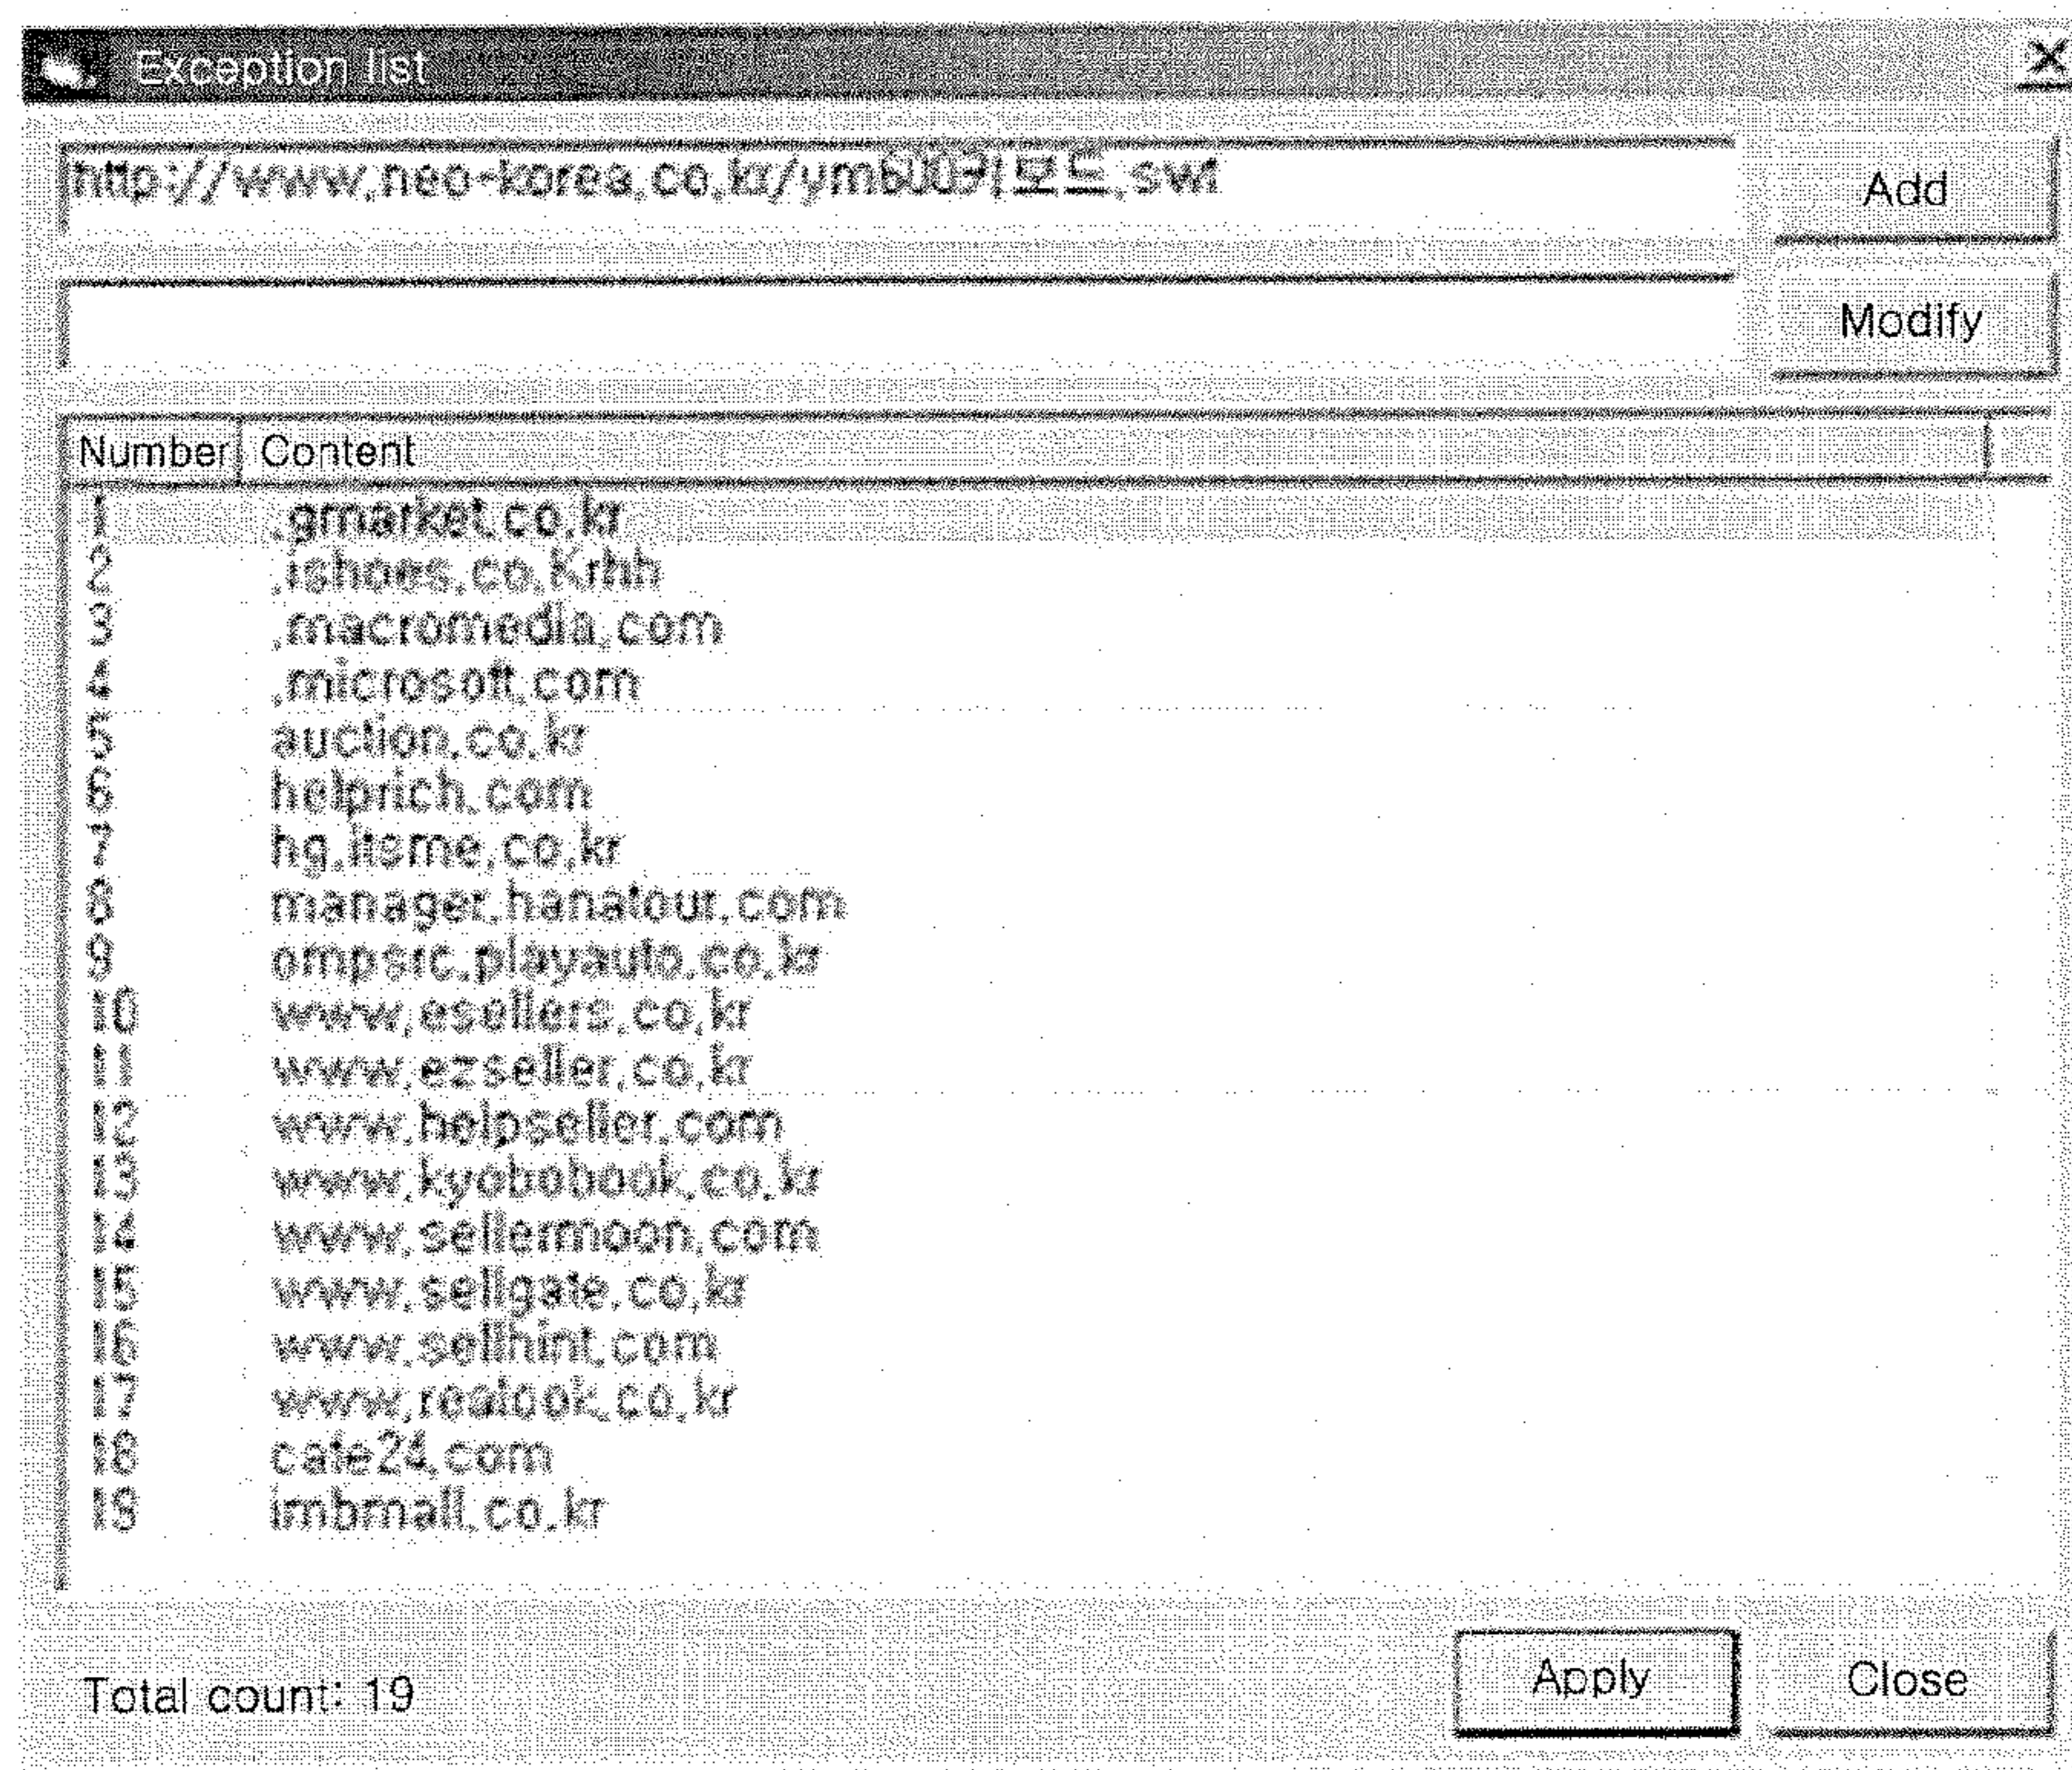 Exception list
http://www.neo-korea.co.kr/ym600키보드.swf
Add
Modify
Number Content
1 .gmarket.co.kr
2 .ishoes.co.Krhh
3 .macromedia.com
4 .microsoft.com
5 auction.co.kr
6 helprich.com
7 hg.itsme.co.kr
8 manager.hanatour.com
9 ompsrc.playauto.co.kr
10 www.esellers.co.kr
11 www.ezseller.co.kr
12 www.helpseller.com
13 www.kyobobook.co.kr
14 www.sellermoon.com
15 www.sellgate.co.kr
16 www.sellhint.com
17
18 cafe24.com
19 imbmall.co.kr
Total count: 19
Apply
Close